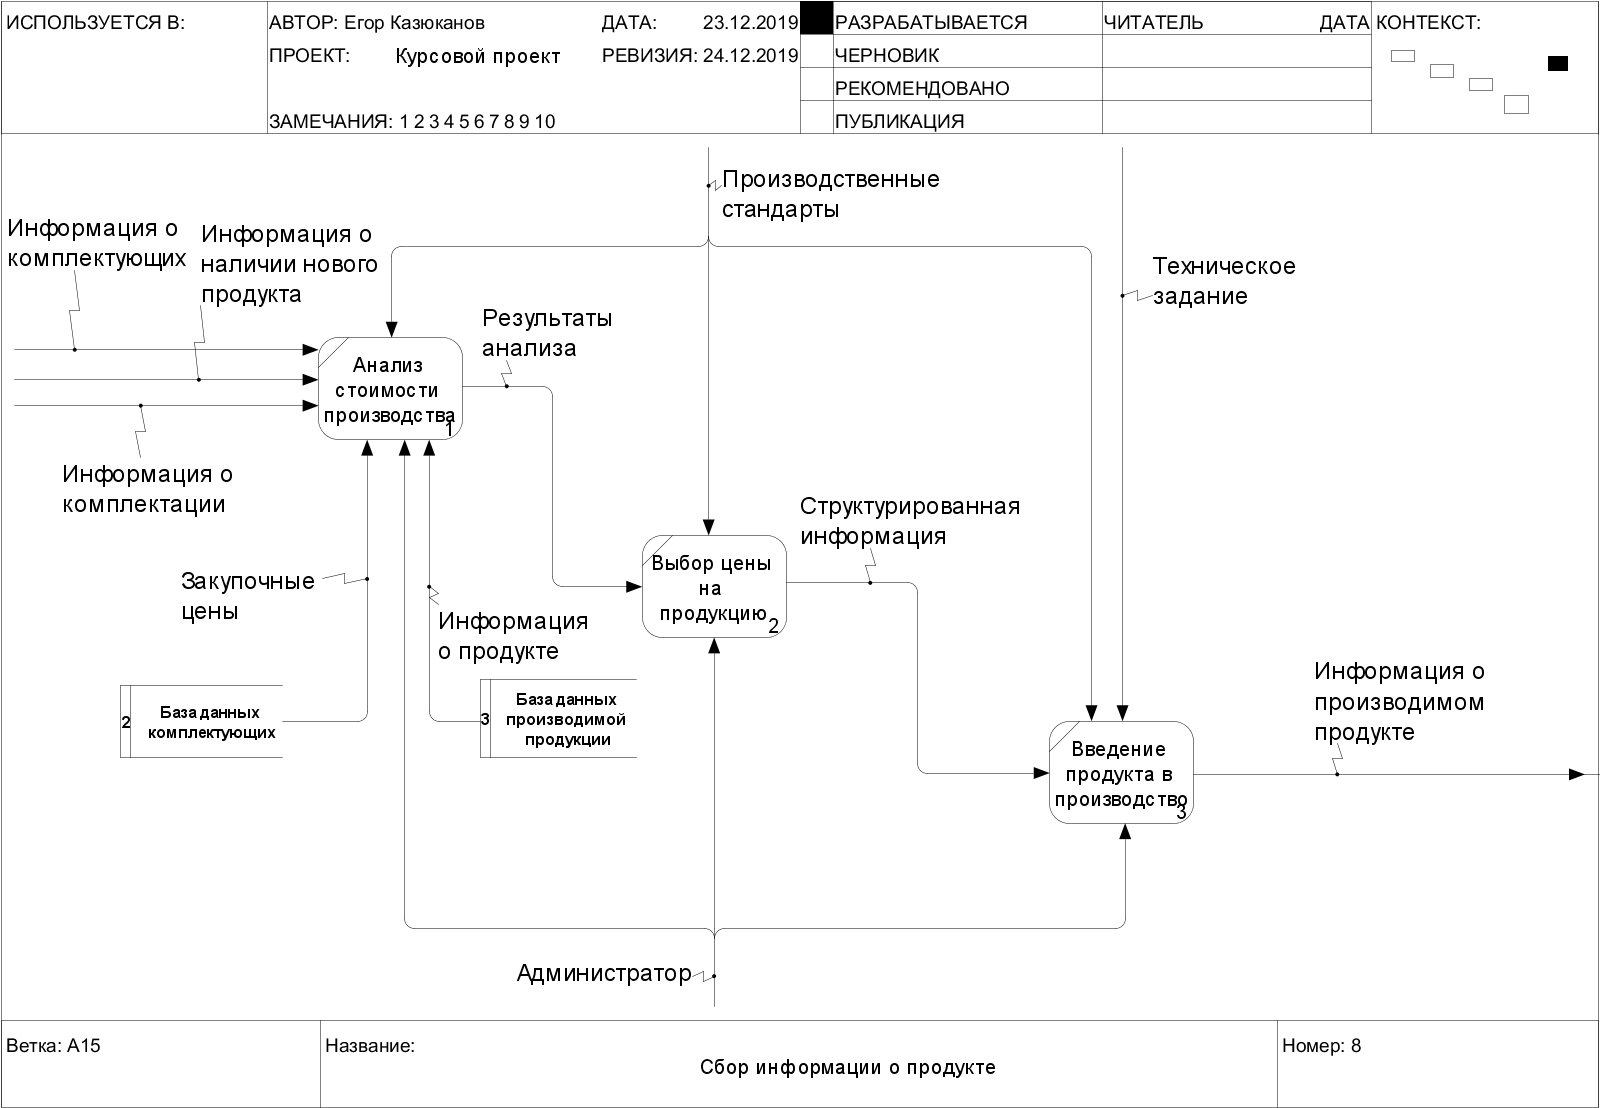 ИСПОЛЬЗУЕТСЯ В:
АВТОР: Егор Казюканов
ДАТА: 23.12.2019
ПРОЕКТ: Курсовой проект
РЕВИЗИЯ: 24.12.2019
ЗАМЕЧАНИЯ: 1 2 3 4 5 6 7 8 9 10
РАЗРАБАТЫВАЕТСЯ
ЧЕРНОВИК
РЕКОМЕНДОВАНО
ПУБЛИКАЦИЯ
ЧИТАТЕЛЬ
ДАТА
КОНТЕКСТ:
Производственные
стандарты
Информация о
комплектующих
Информация о
наличии нового
продукта
Техническое
задание
Результаты
анализа
Анализ
стоимости
производства
1
Информация о
комплектации
Структурированная
информация
Выбор цены
на
продукцию
2
Закупочные
цены
Информация
о продукте
2
База данных
комплектующих
3
База данных
производимой
продукции
Информация о
производимом
продукте
Введение
продукта в
производство
3
Администратор
Ветка: A15
Название:
Сбор информации о продукте
Номер: 8